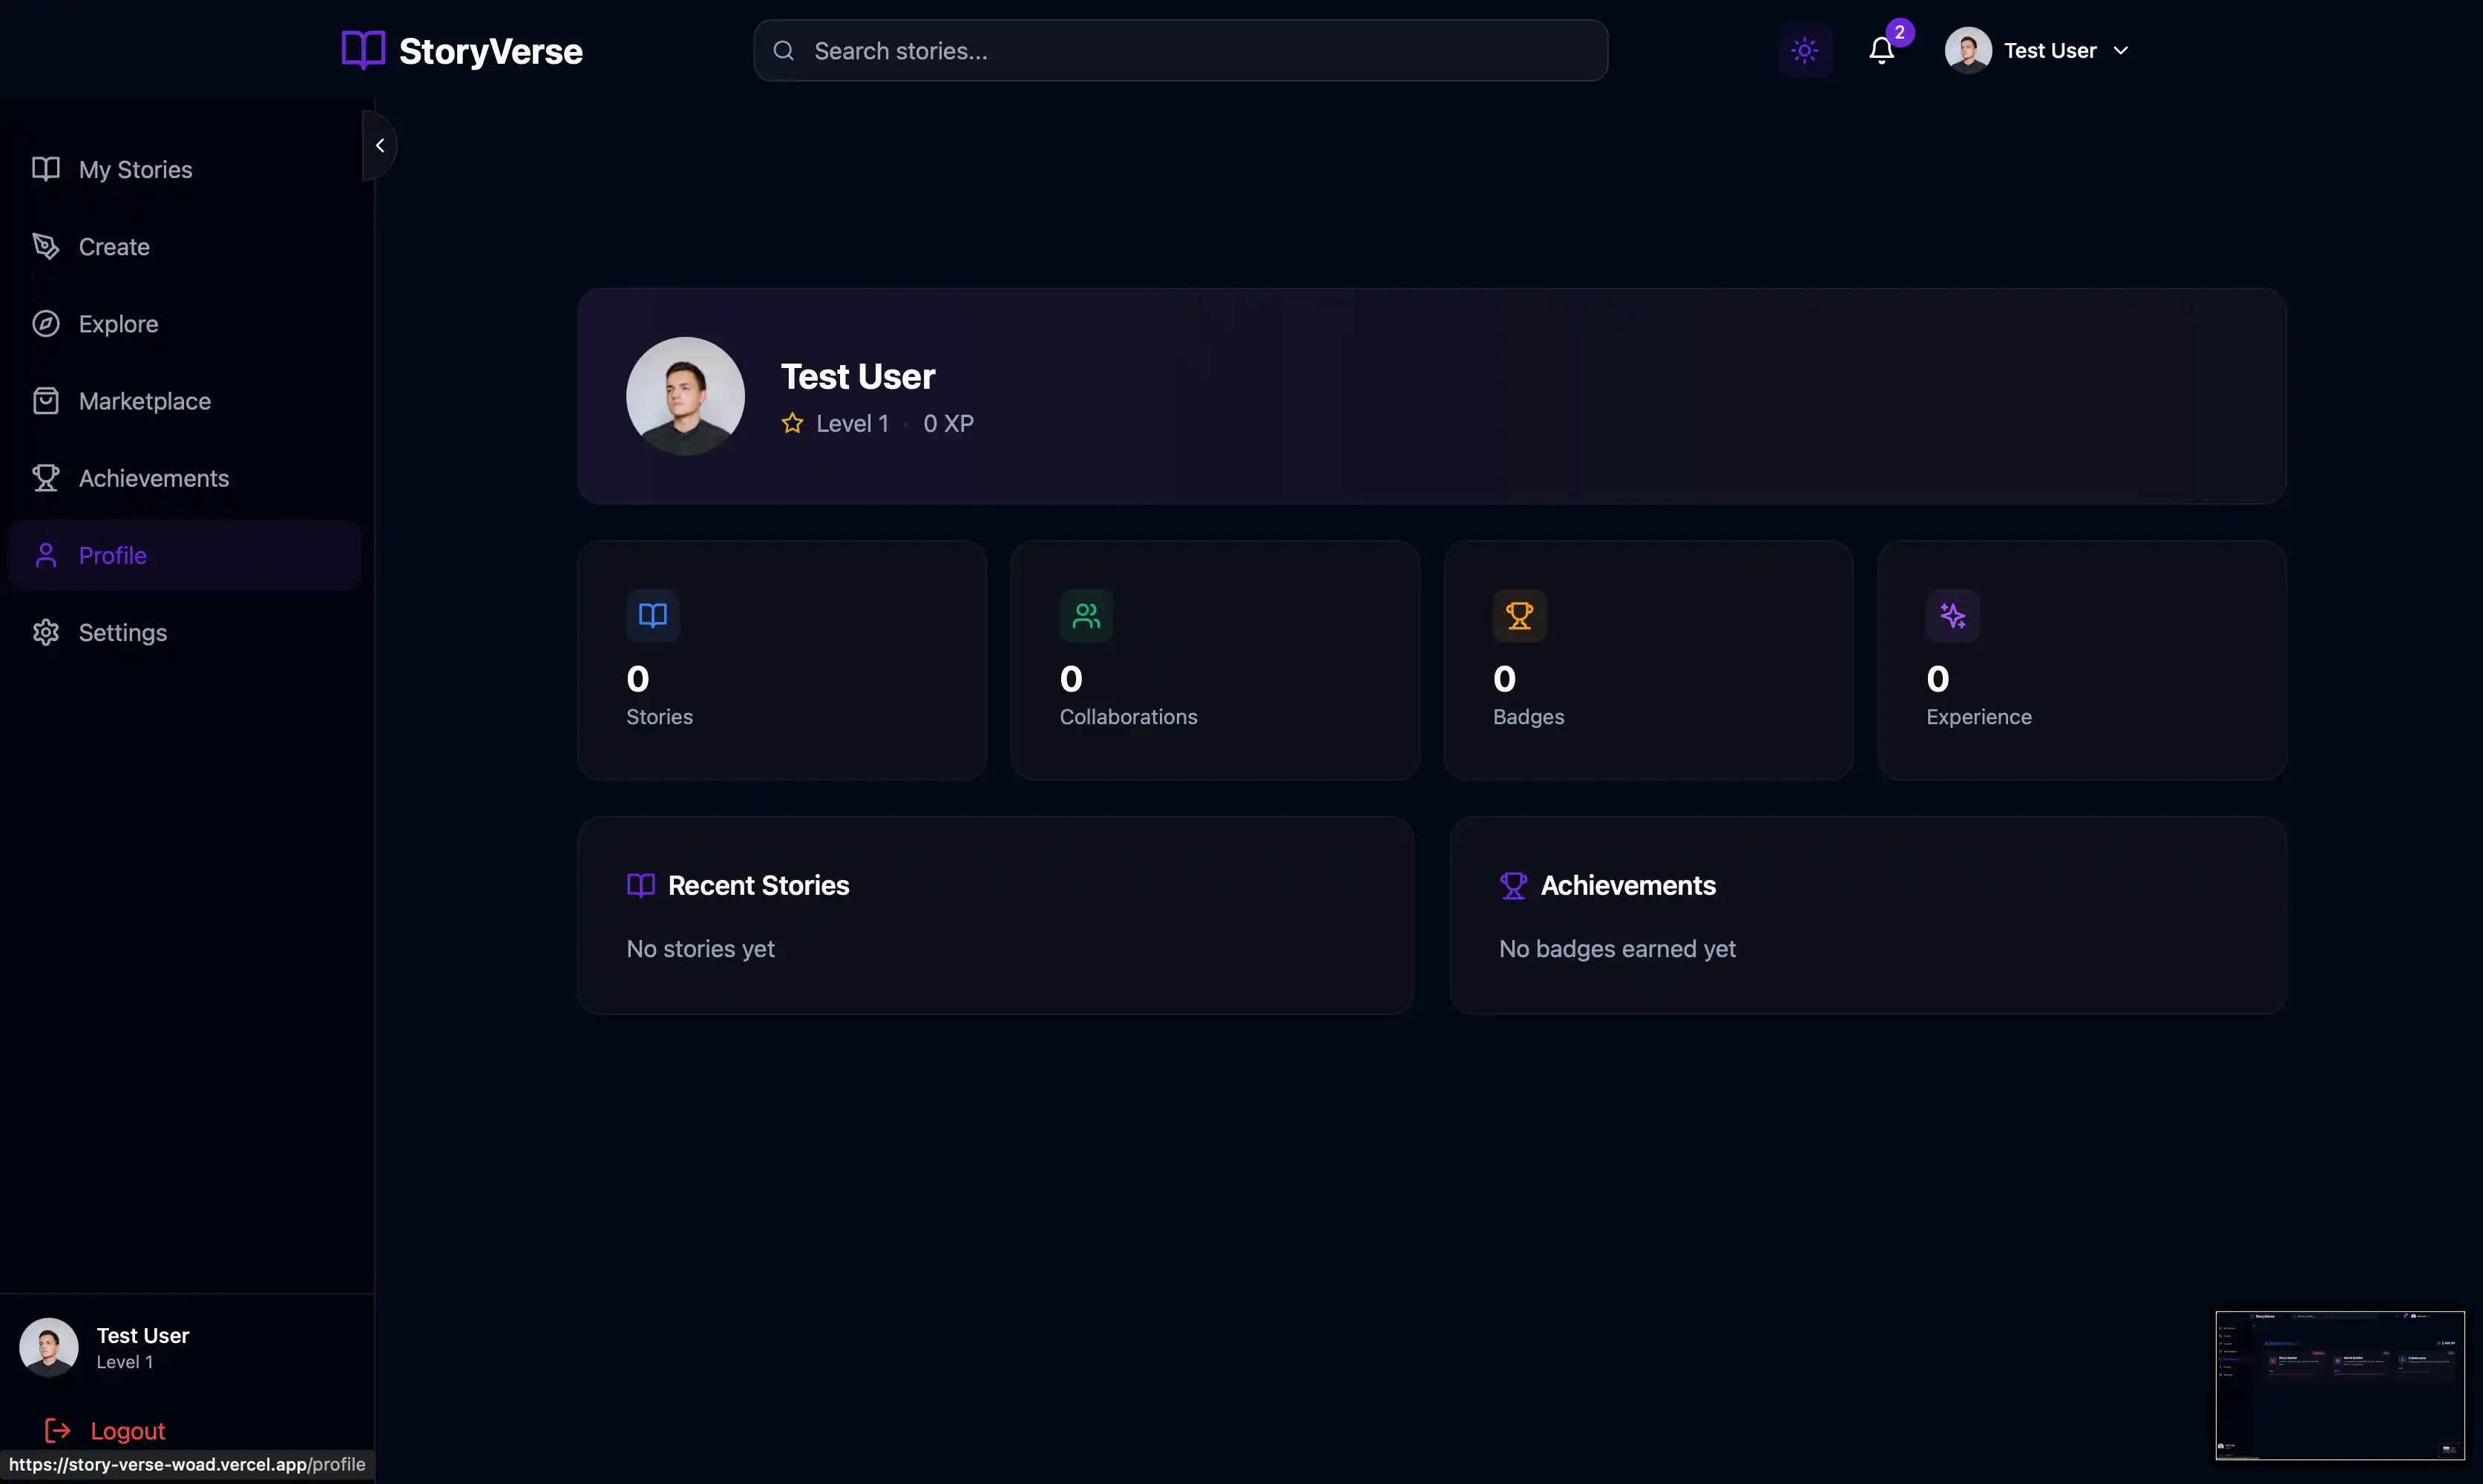 StoryVerse
Search stories...
2
Test User
My Stories
Create
Explore
Marketplace
Achievements
Profile
Settings
Test User
Level 1 · 0 XP
0
Stories
0
Collaborations
0
Badges
0
Experience
Recent Stories
No stories yet
Achievements
No badges earned yet
Test User
Level 1
Logout
https://story-verse-woad.vercel.app/profile